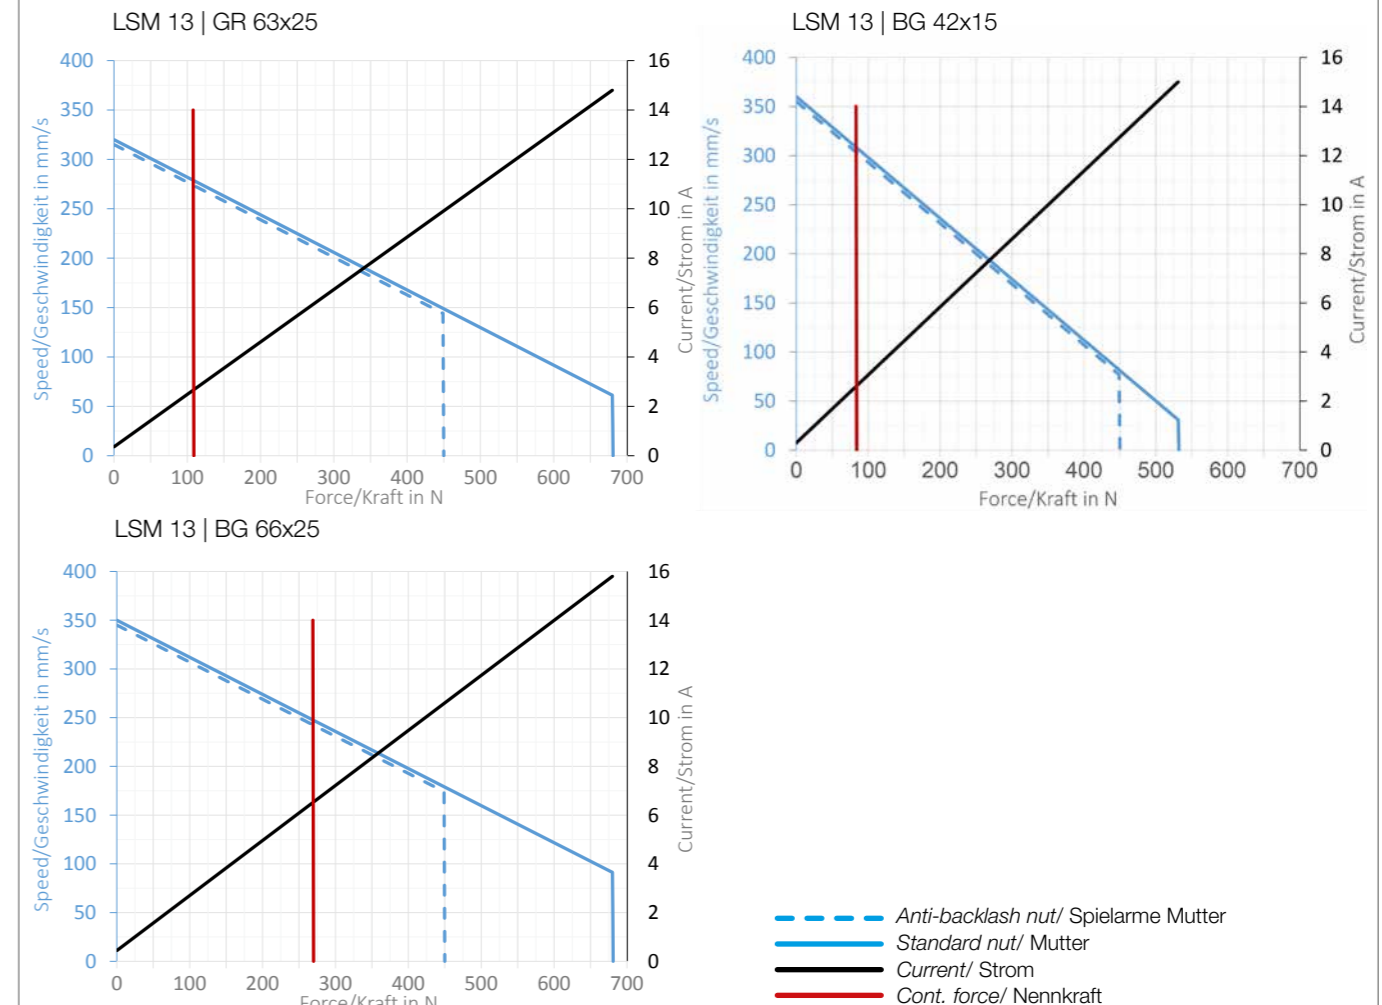 LSM 13 | GR 63x25
400
350
300
250
200
150
100
50
0
Speed/Geschwindigkeit in mm/s
16
14
12
10
8
6
4
2
0
Current/Strom in A
0 100 200 300 400 500 600 700
Force/Kraft in N
LSM 13 | BG 42x15
400
350
300
250
200
150
100
50
0
Speed/Geschwindigkeit in mm/s
16
14
12
10
8
6
4
2
0
Current/Strom in A
0 100 200 300 400 500 600 700
Force/Kraft in N
LSM 13 | BG 66x25
400
350
300
250
200
150
100
50
0
Speed/Geschwindigkeit in mm/s
16
14
12
10
8
6
4
2
0
Current/Strom in A
0 100 200 300 400 500 600 700
Force/Kraft in N
Anti-backlash nut/ Spielarme Mutter
Standard nut/ Mutter
Current/ Strom
Cont. force/ Nennkraft